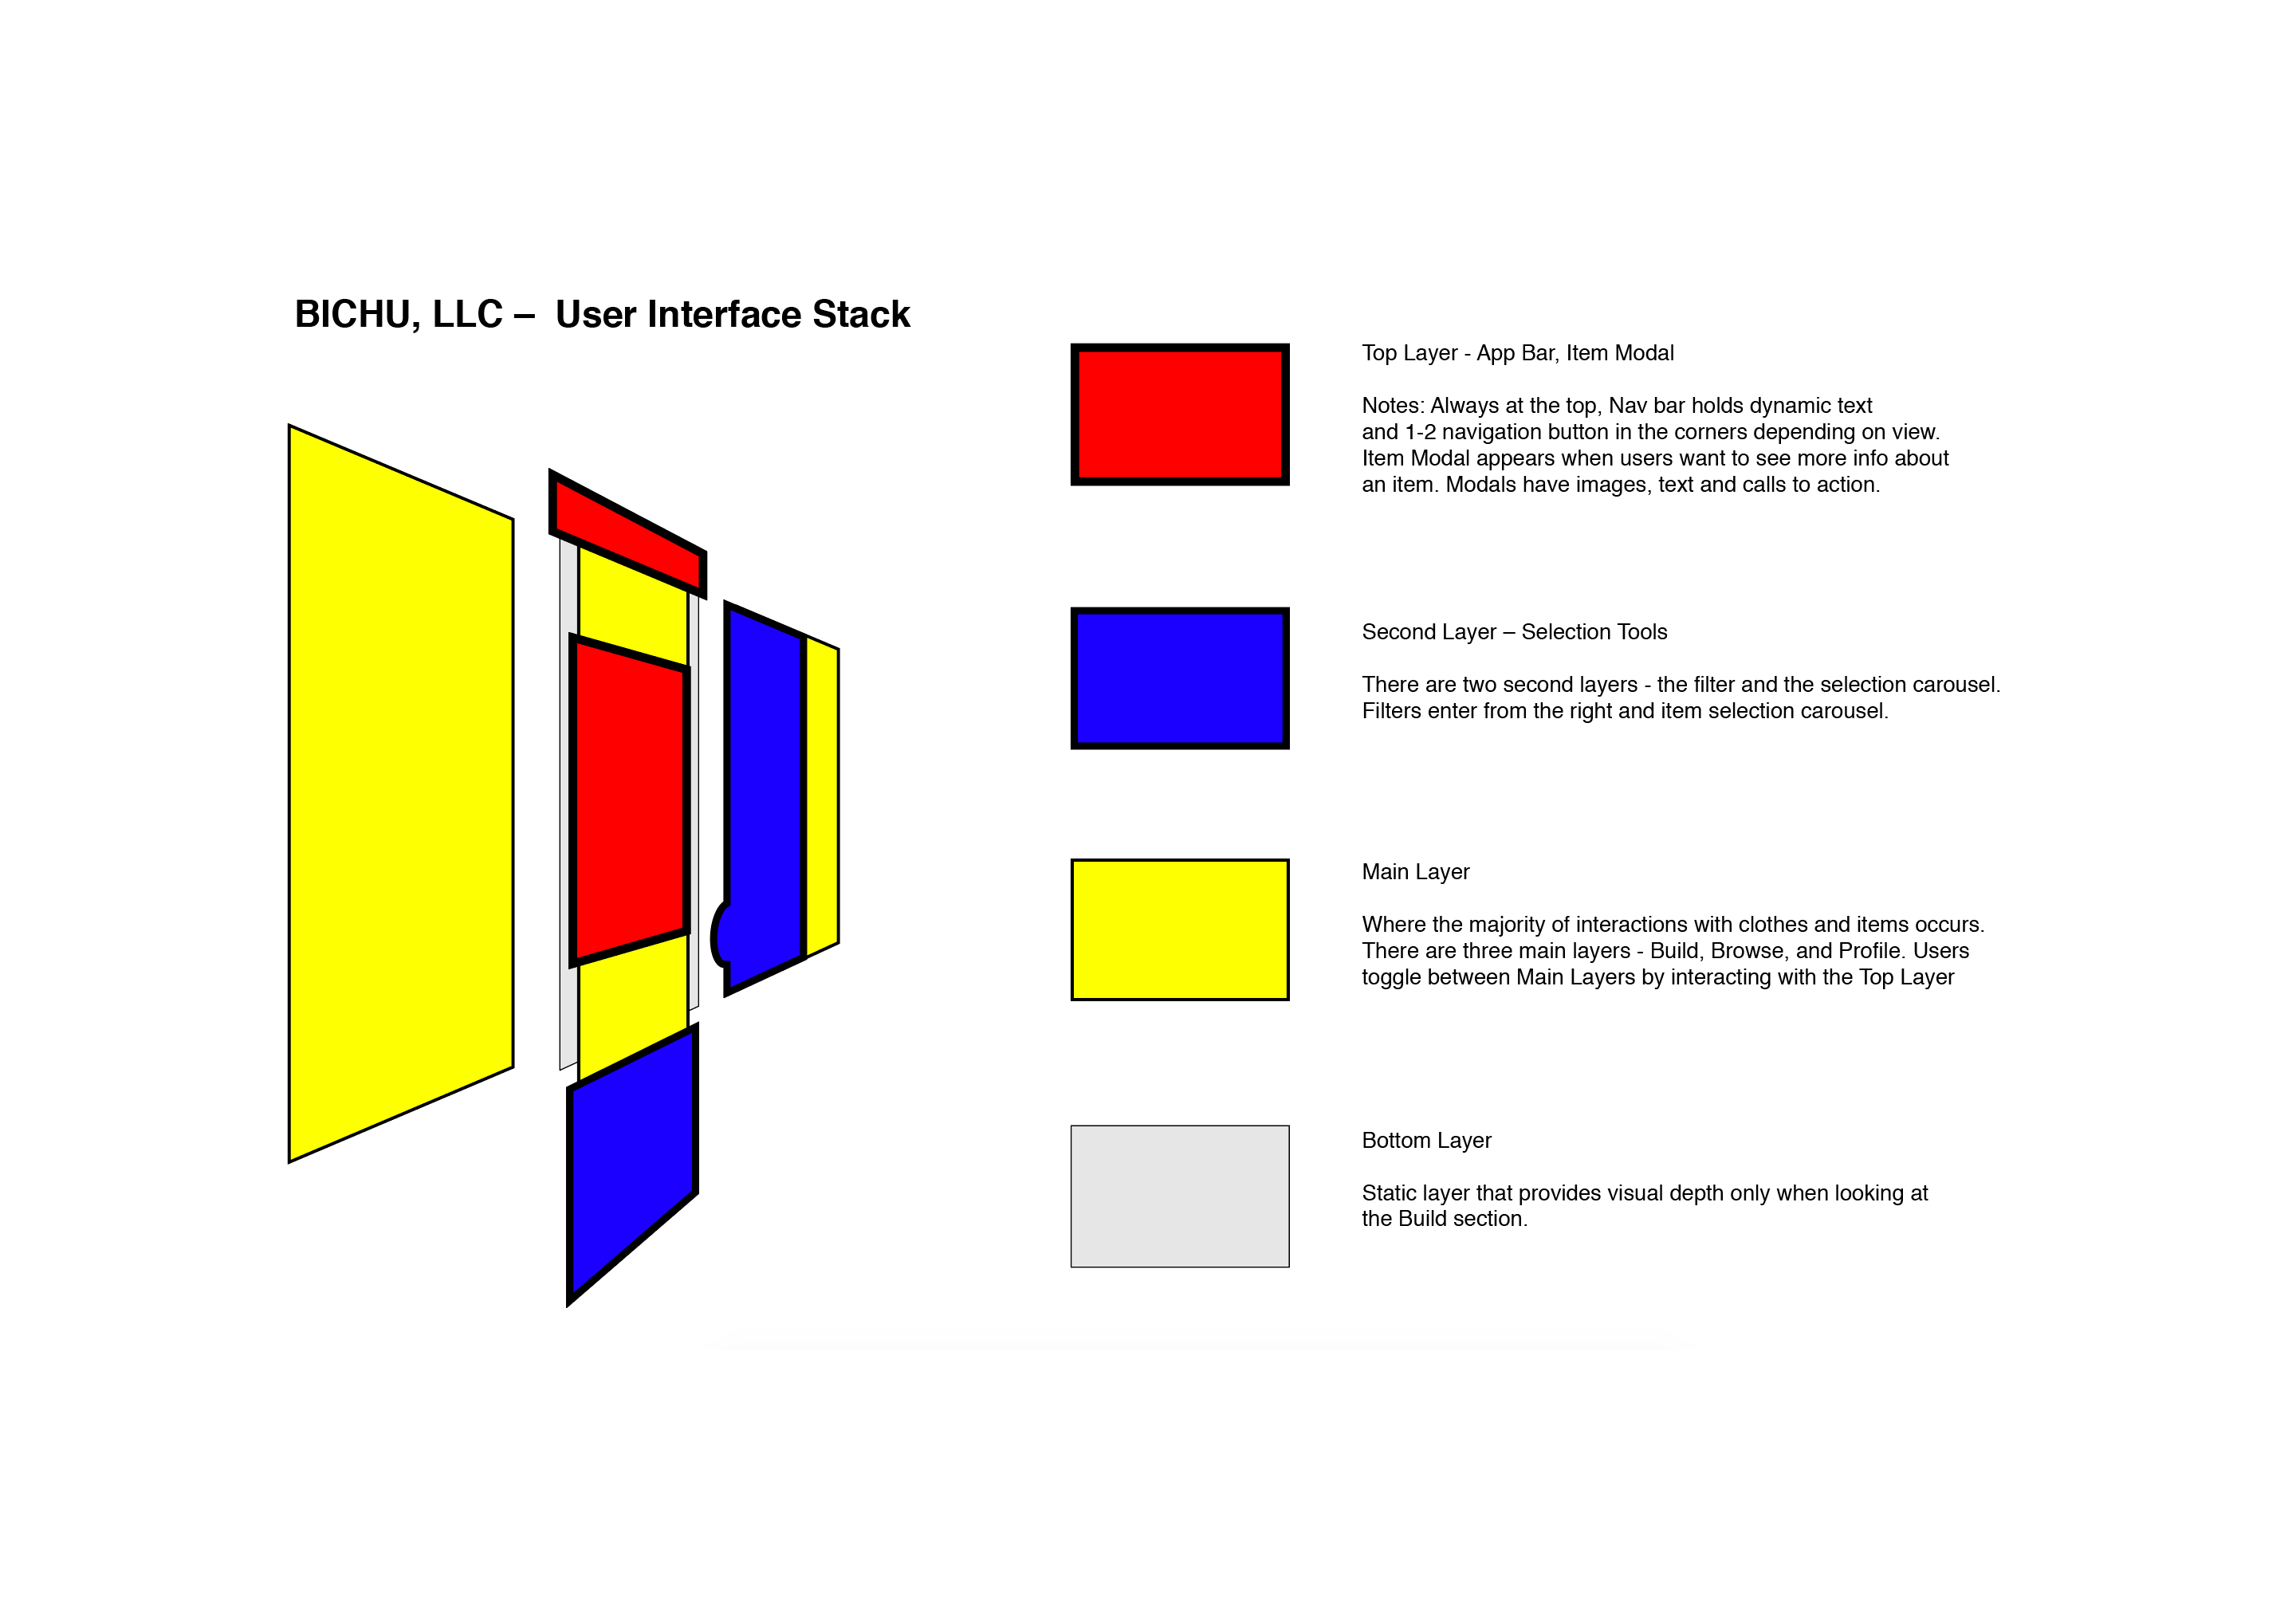 BICHU, LLC –  User Interface Stack
Top Layer - App Bar, Item Modal
Notes: Always at the top, Nav bar holds dynamic text
and 1-2 navigation button in the corners depending on view.
Item Modal appears when users want to see more info about
an item. Modals have images, text and calls to action.
Second Layer – Selection Tools
There are two second layers - the filter and the selection carousel.
Filters enter from the right and item selection carousel.
Main Layer
Where the majority of interactions with clothes and items occurs.
There are three main layers - Build, Browse, and Profile. Users
toggle between Main Layers by interacting with the Top Layer
Bottom Layer
Static layer that provides visual depth only when looking at
the Build section.